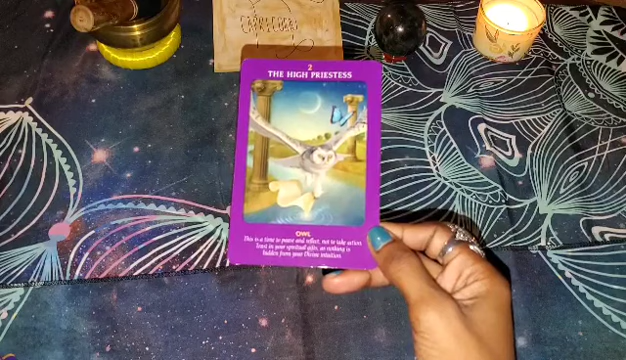 2
THE HIGH PRIESTESS
OWL
This is a time to pause and reflect, not to take action.
Trust in your spiritual gifts, as nothing is
hidden from your Divine intuition.